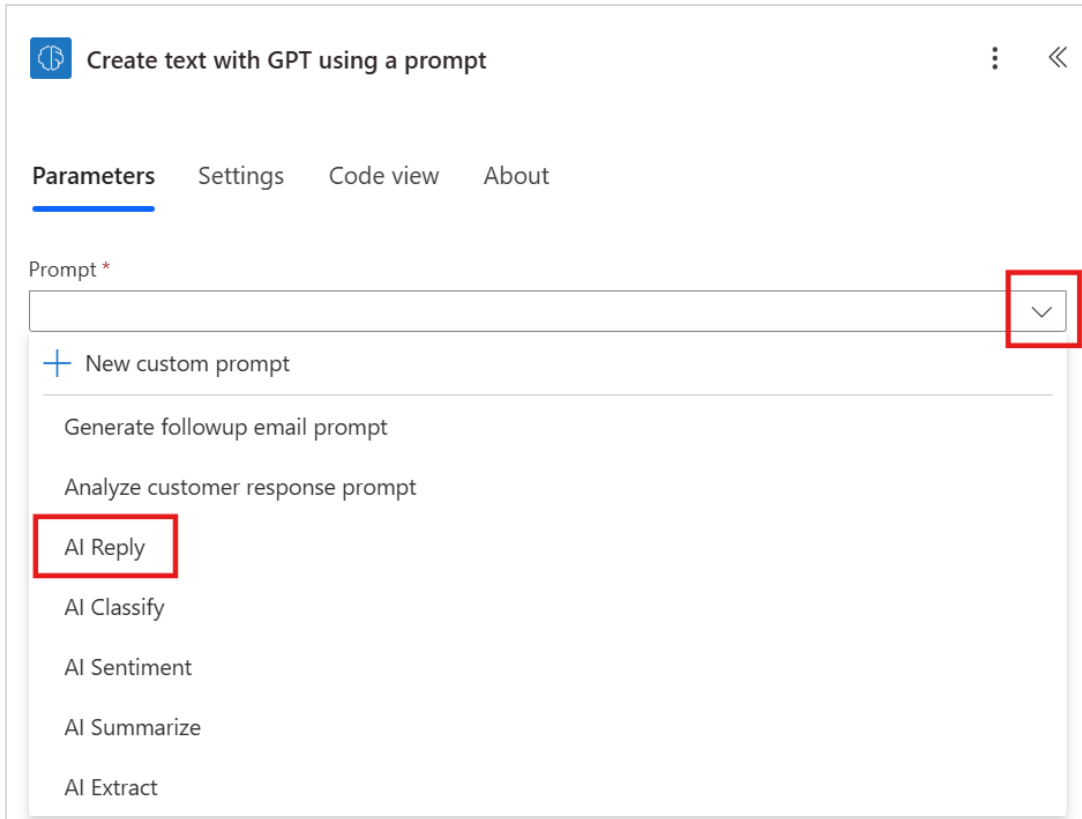 Create text with GPT using a prompt
Parameters Settings Code view About
Prompt *
New custom prompt
Generate followup email prompt
Analyze customer response prompt
AI Reply
AI Classify
AI Sentiment
AI Summarize
AI Extract